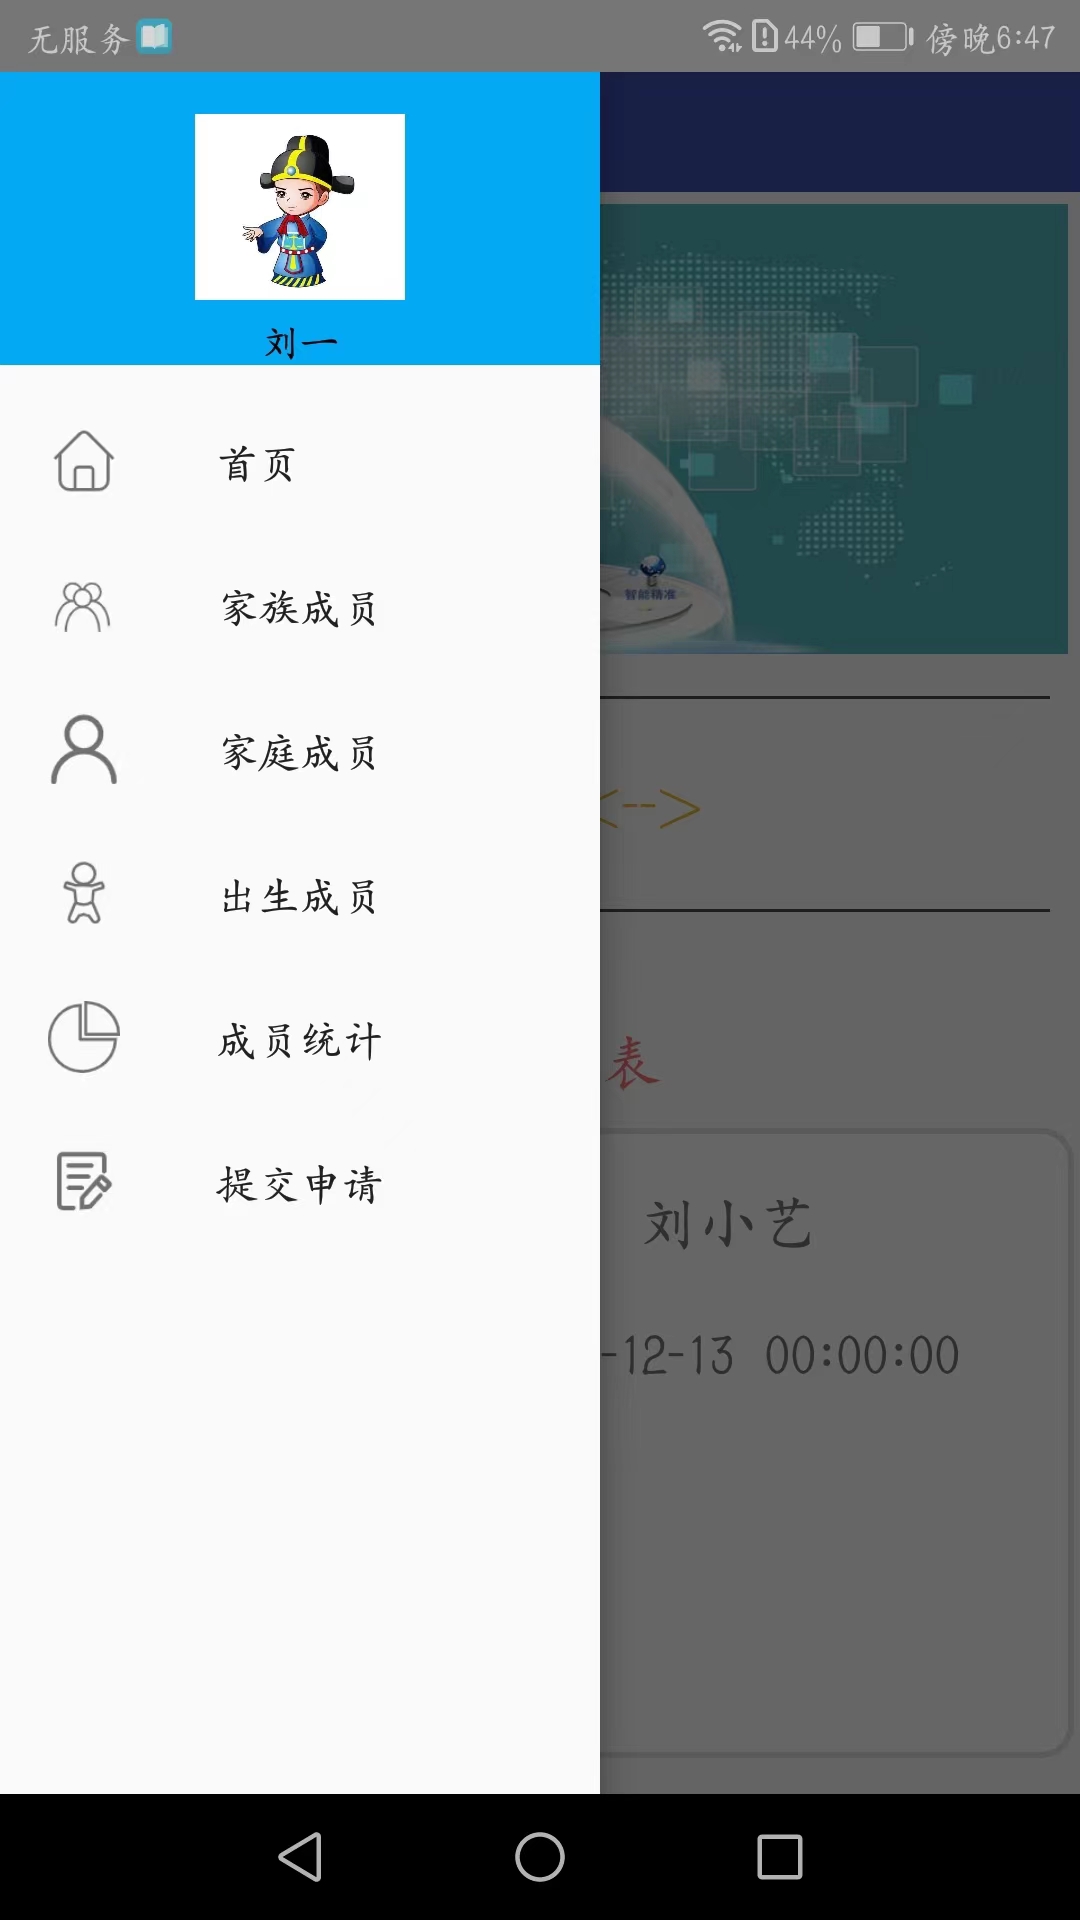 无服务 44% 傍晚6:47
刘一
首页
家族成员
家庭成员
出生成员
成员统计
提交申请
智能精准
<-->
表
刘小艺
-12-13 00:00:00